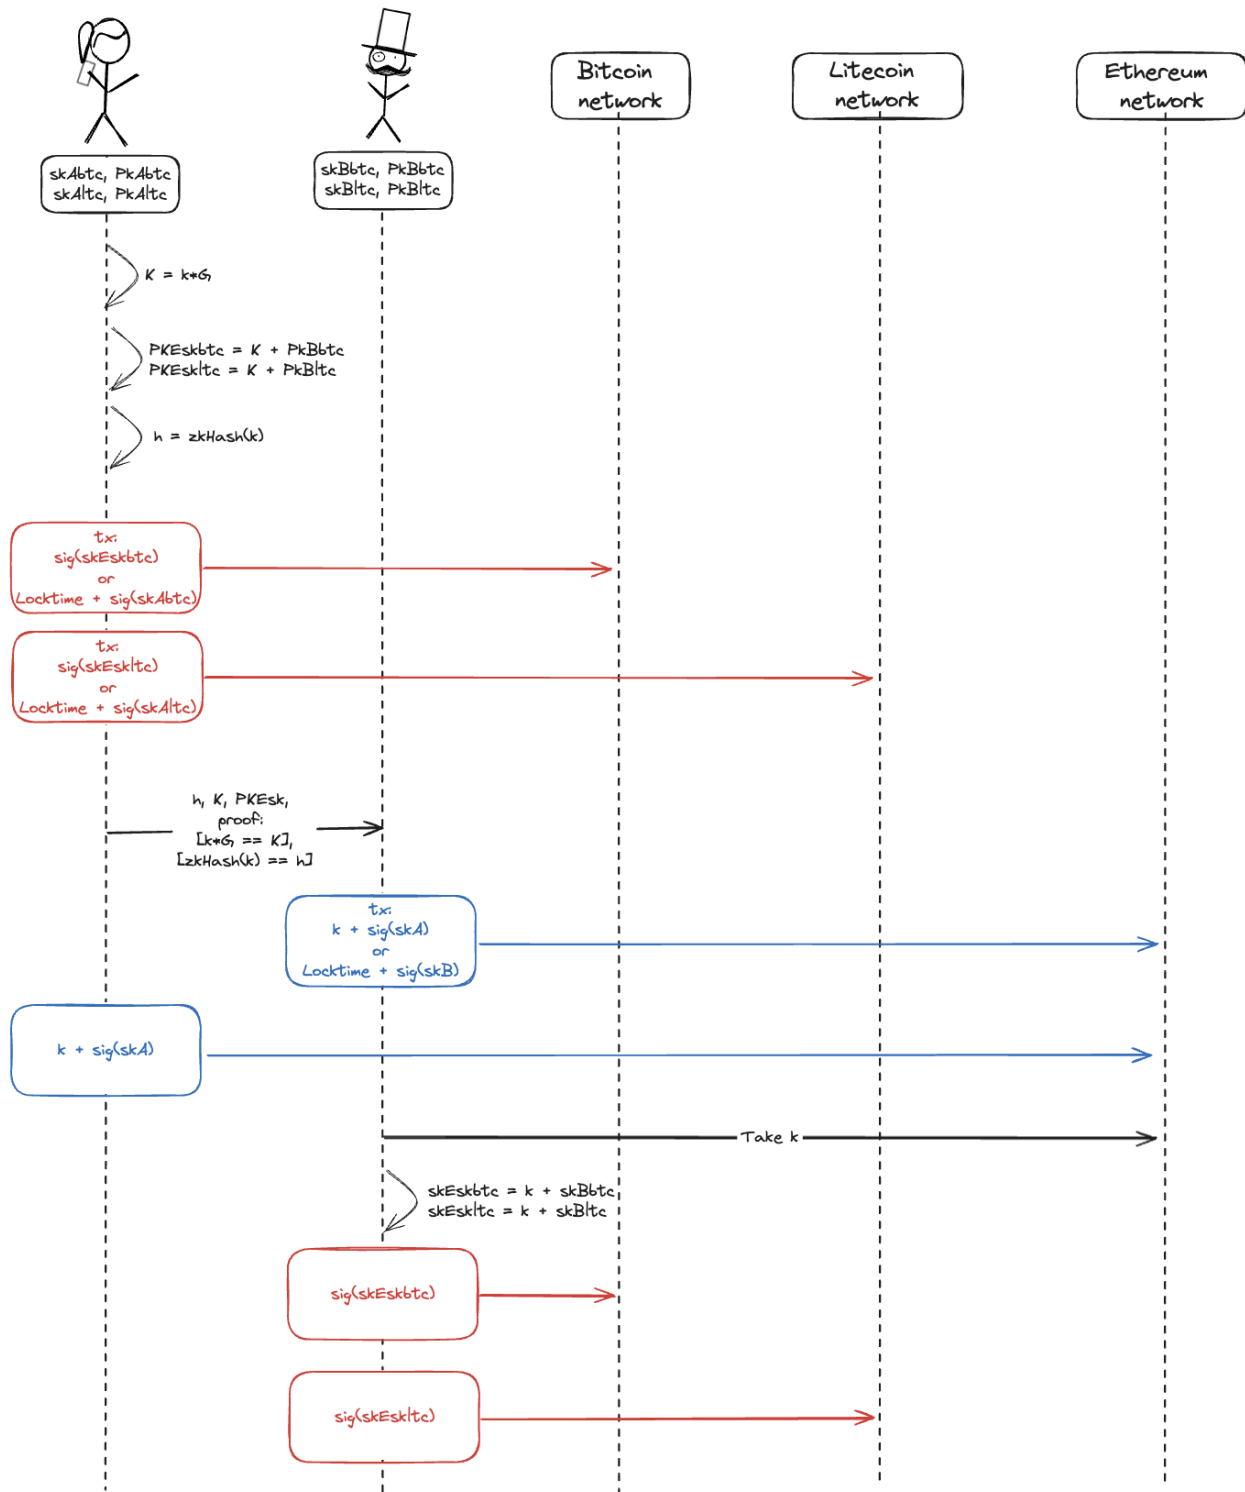 Bitcoin
network
Litecoin
network
Ethereum
network
skAbtc, PkAbtc
skAltc, PkAltc
skBbtc, PkBbtc
skBltc, PkBltc
K = k*G
PKEskbtc = K + PkBbtc
PKEskltc = K + PkBltc
h = zkHash(k)
tx:
sig(skEskbtc)
or
Locktime + sig(skAbtc)
tx:
sig(skEskltc)
or
Locktime + sig(skAltc)
h, K, PKEsk,
proof:
[k*G == K],
[zkHash(k) == h]
tx:
k + sig(skA)
or
Locktime + sig(skB)
k + sig(skA)
Take k
skEskbtc = k + skBbtc
skEskltc = k + skBltc
sig(skEskbtc)
sig(skEskltc)